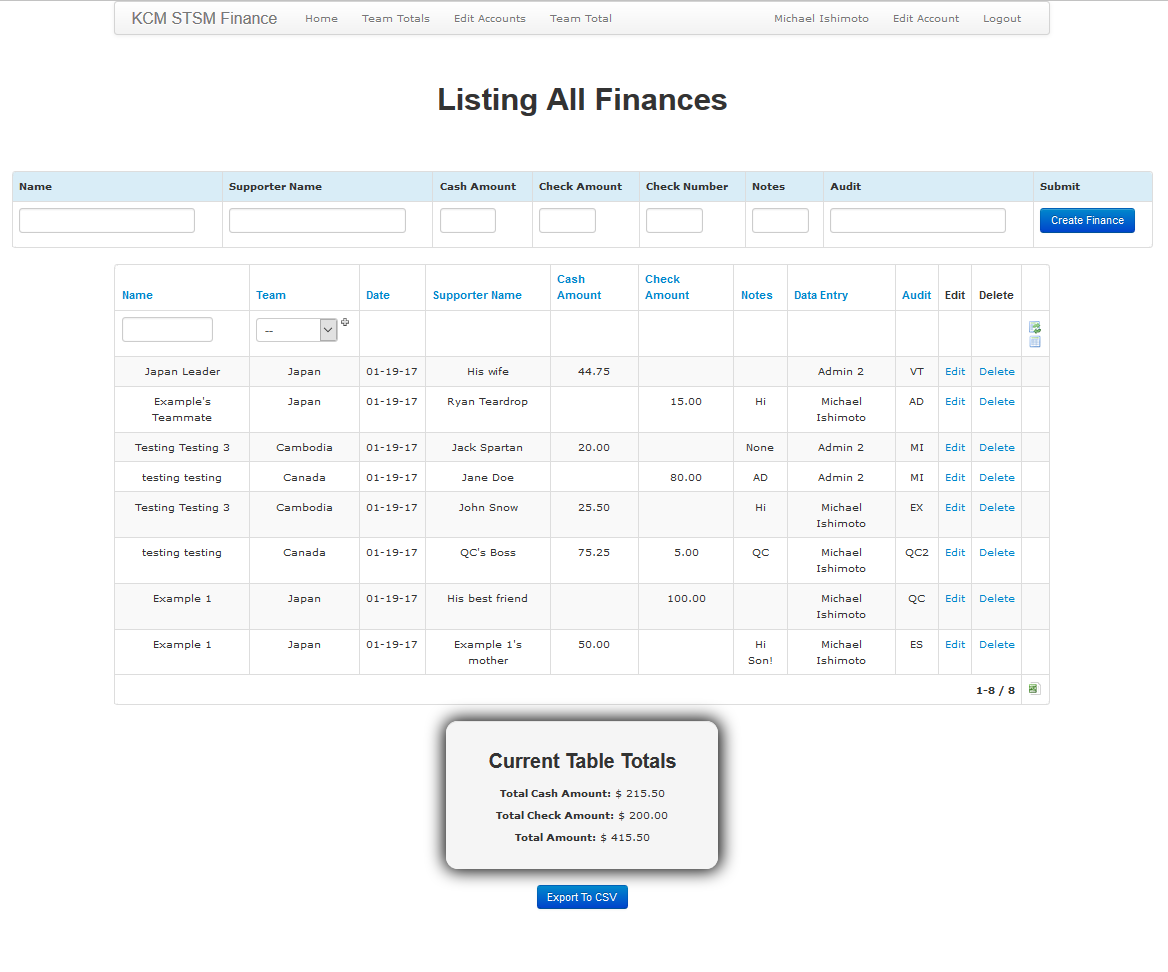 KCM STSM Finance Home Team Totals Edit Accounts Team Total Michael Ishimoto Edit Account Logout
Listing All Finances
Name Supporter Name Cash Amount Check Amount Check Number Notes Audit Submit
Create Finance
Name Team Date Supporter Name Cash Amount Check Amount Notes Data Entry Audit Edit Delete
--
Japan Leader Japan 01-19-17 His wife 44.75 Admin 2 VT Edit Delete
Example's Teammate Japan 01-19-17 Ryan Teardrop 15.00 Hi Michael Ishimoto AD Edit Delete
Testing Testing 3 Cambodia 01-19-17 Jack Spartan 20.00 None Admin 2 MI Edit Delete
testing testing Canada 01-19-17 Jane Doe 80.00 AD Admin 2 MI Edit Delete
Testing Testing 3 Cambodia 01-19-17 John Snow 25.50 Hi Michael Ishimoto EX Edit Delete
testing testing Canada 01-19-17 QC's Boss 75.25 5.00 QC Michael Ishimoto QC2 Edit Delete
Example 1 Japan 01-19-17 His best friend 100.00 Michael Ishimoto QC Edit Delete
Example 1 Japan 01-19-17 Example 1's mother 50.00 Hi Son! Michael Ishimoto ES Edit Delete
1-8 / 8
Current Table Totals
Total Cash Amount: $ 215.50
Total Check Amount: $ 200.00
Total Amount: $ 415.50
Export To CSV